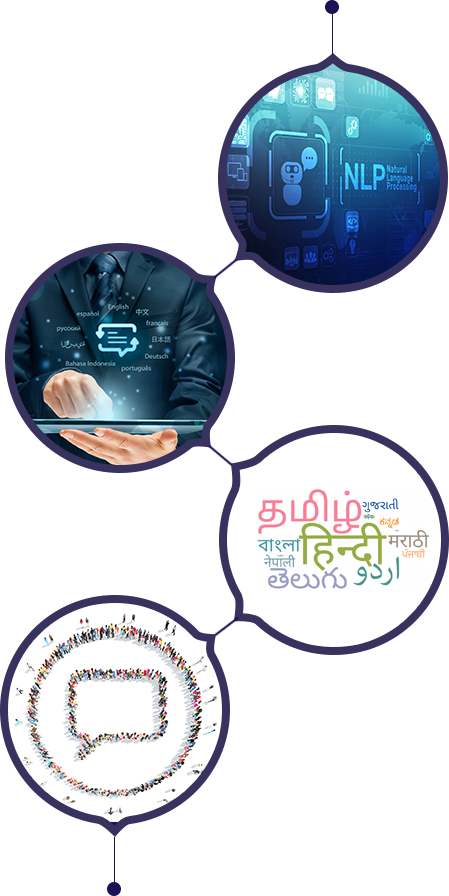 NLP
Natural
Language
Processing
English
中文
español
français
русский
日本語
فارسی
Deutsch
Bahasa Indonesia
português
தமிழ்
ગુજરાતી
ಕನ್ನಡ
বাংলা
हिन्दी
मराठी
नेपाली
ਪੰਜਾਬੀ
తెలుగు
اردو